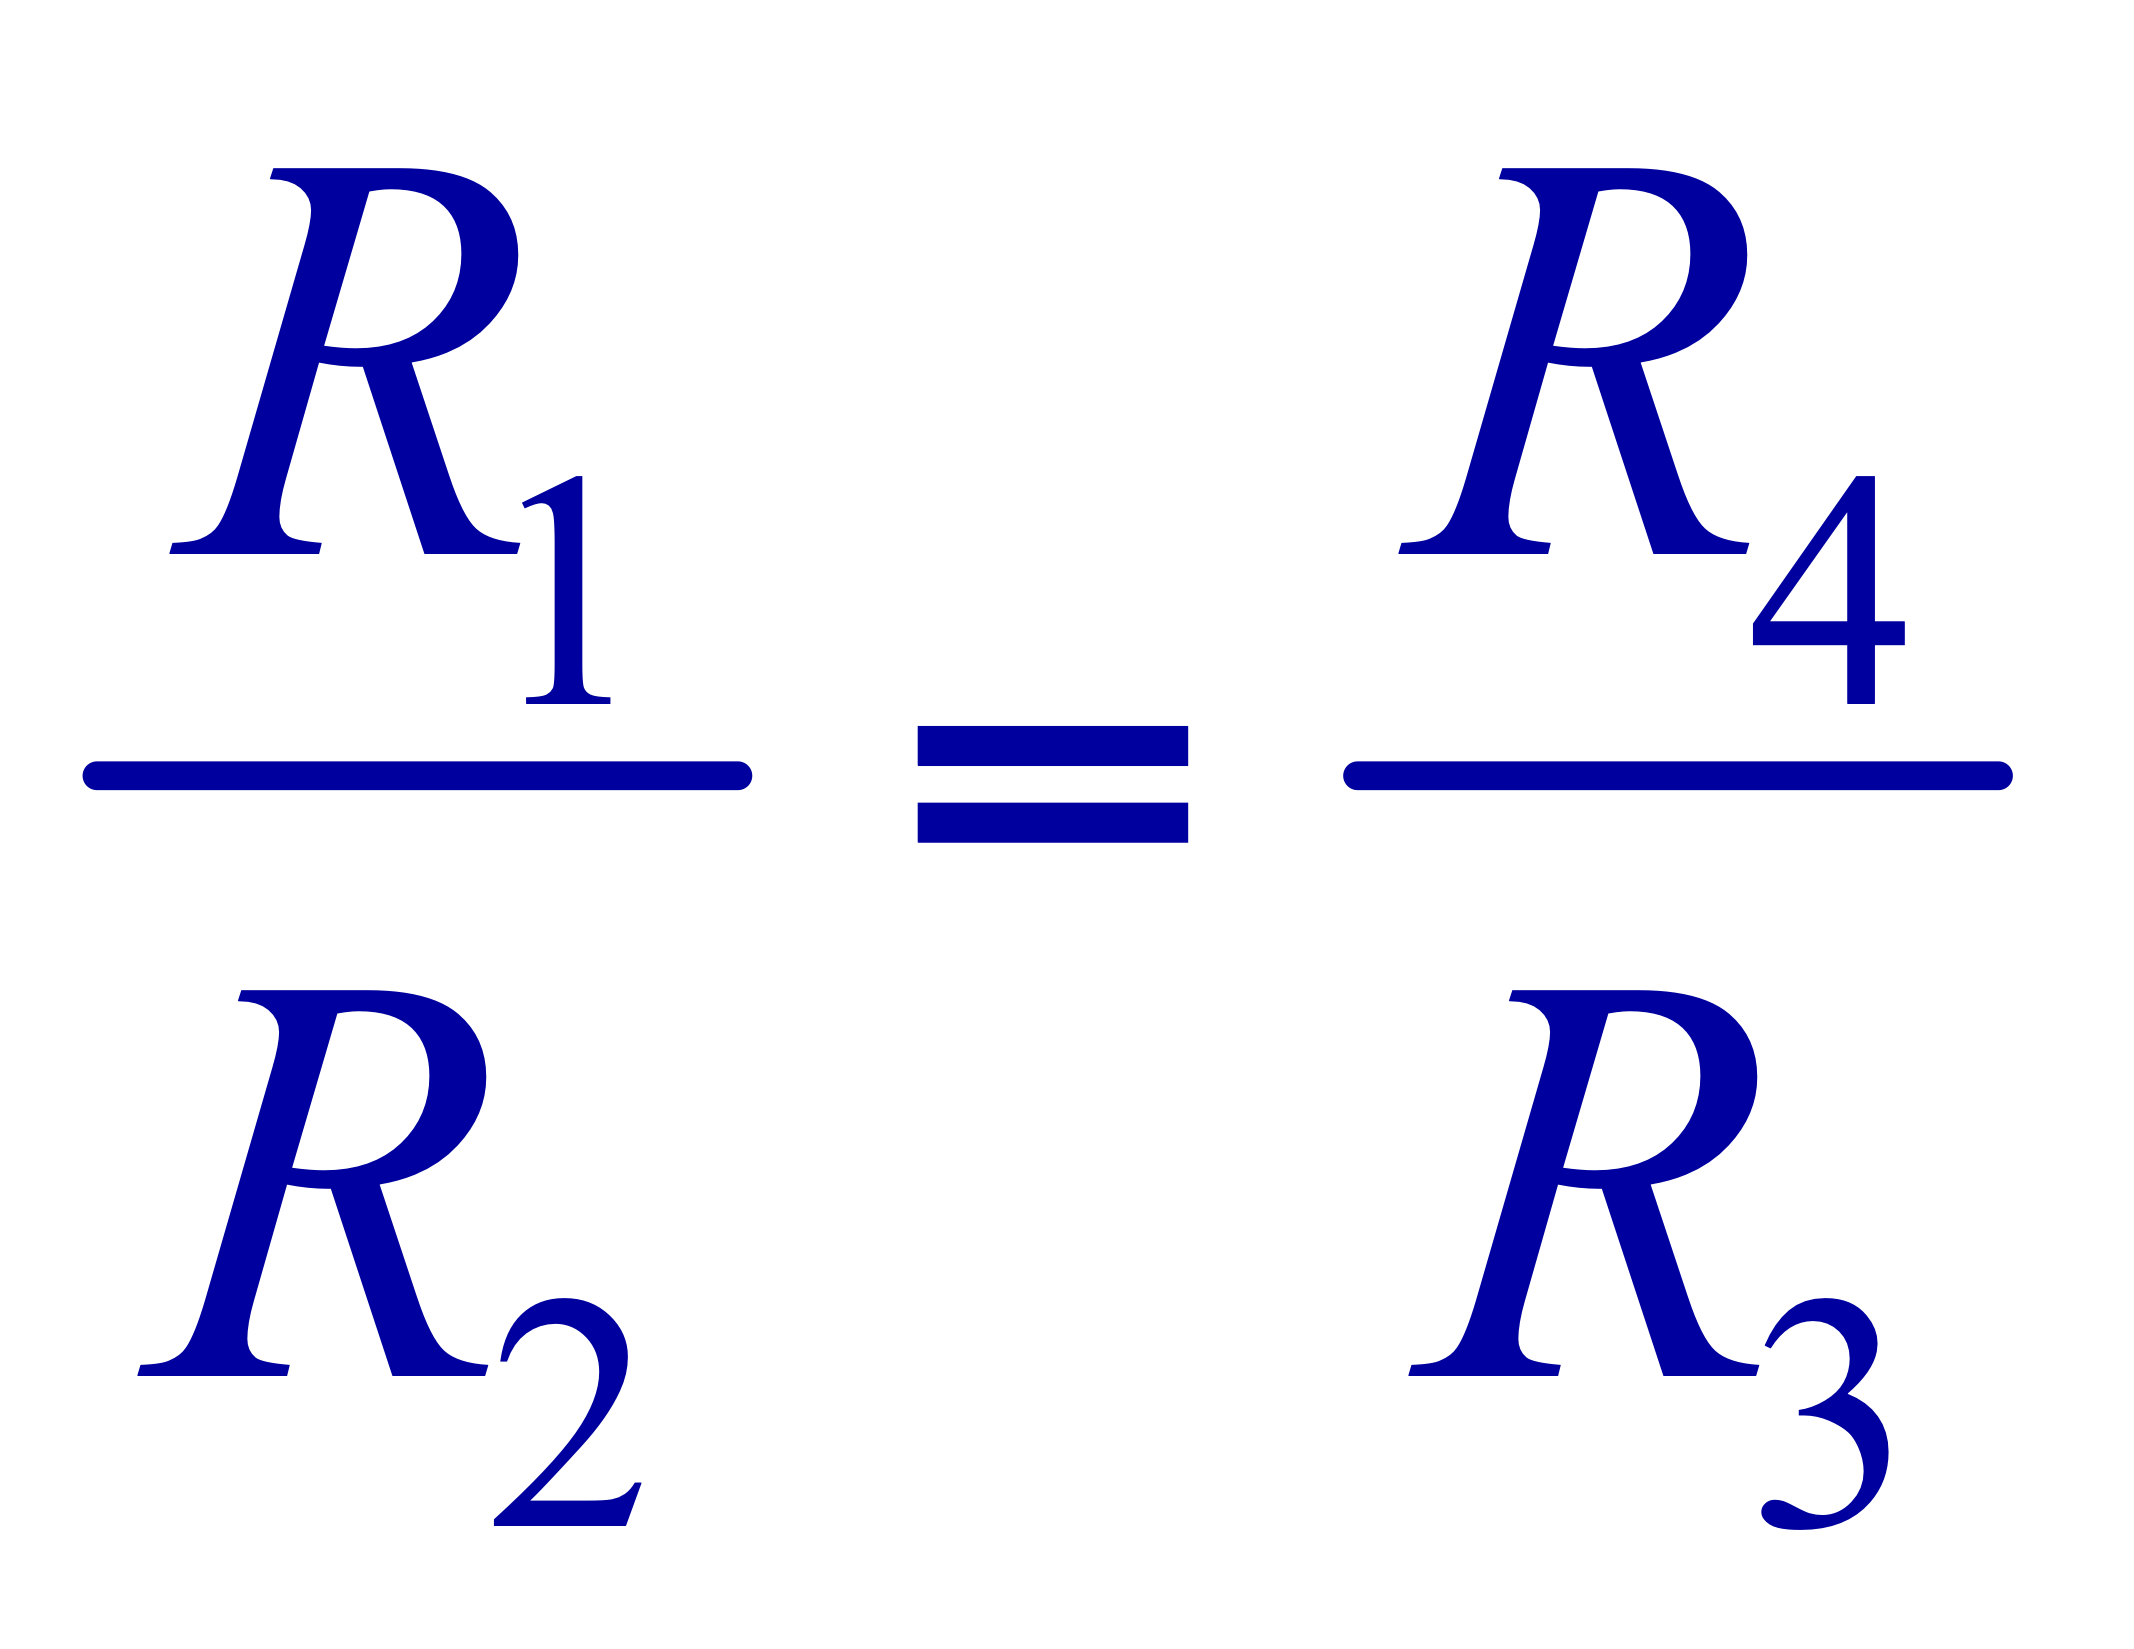 R₁ = R₄
R₂ R₃